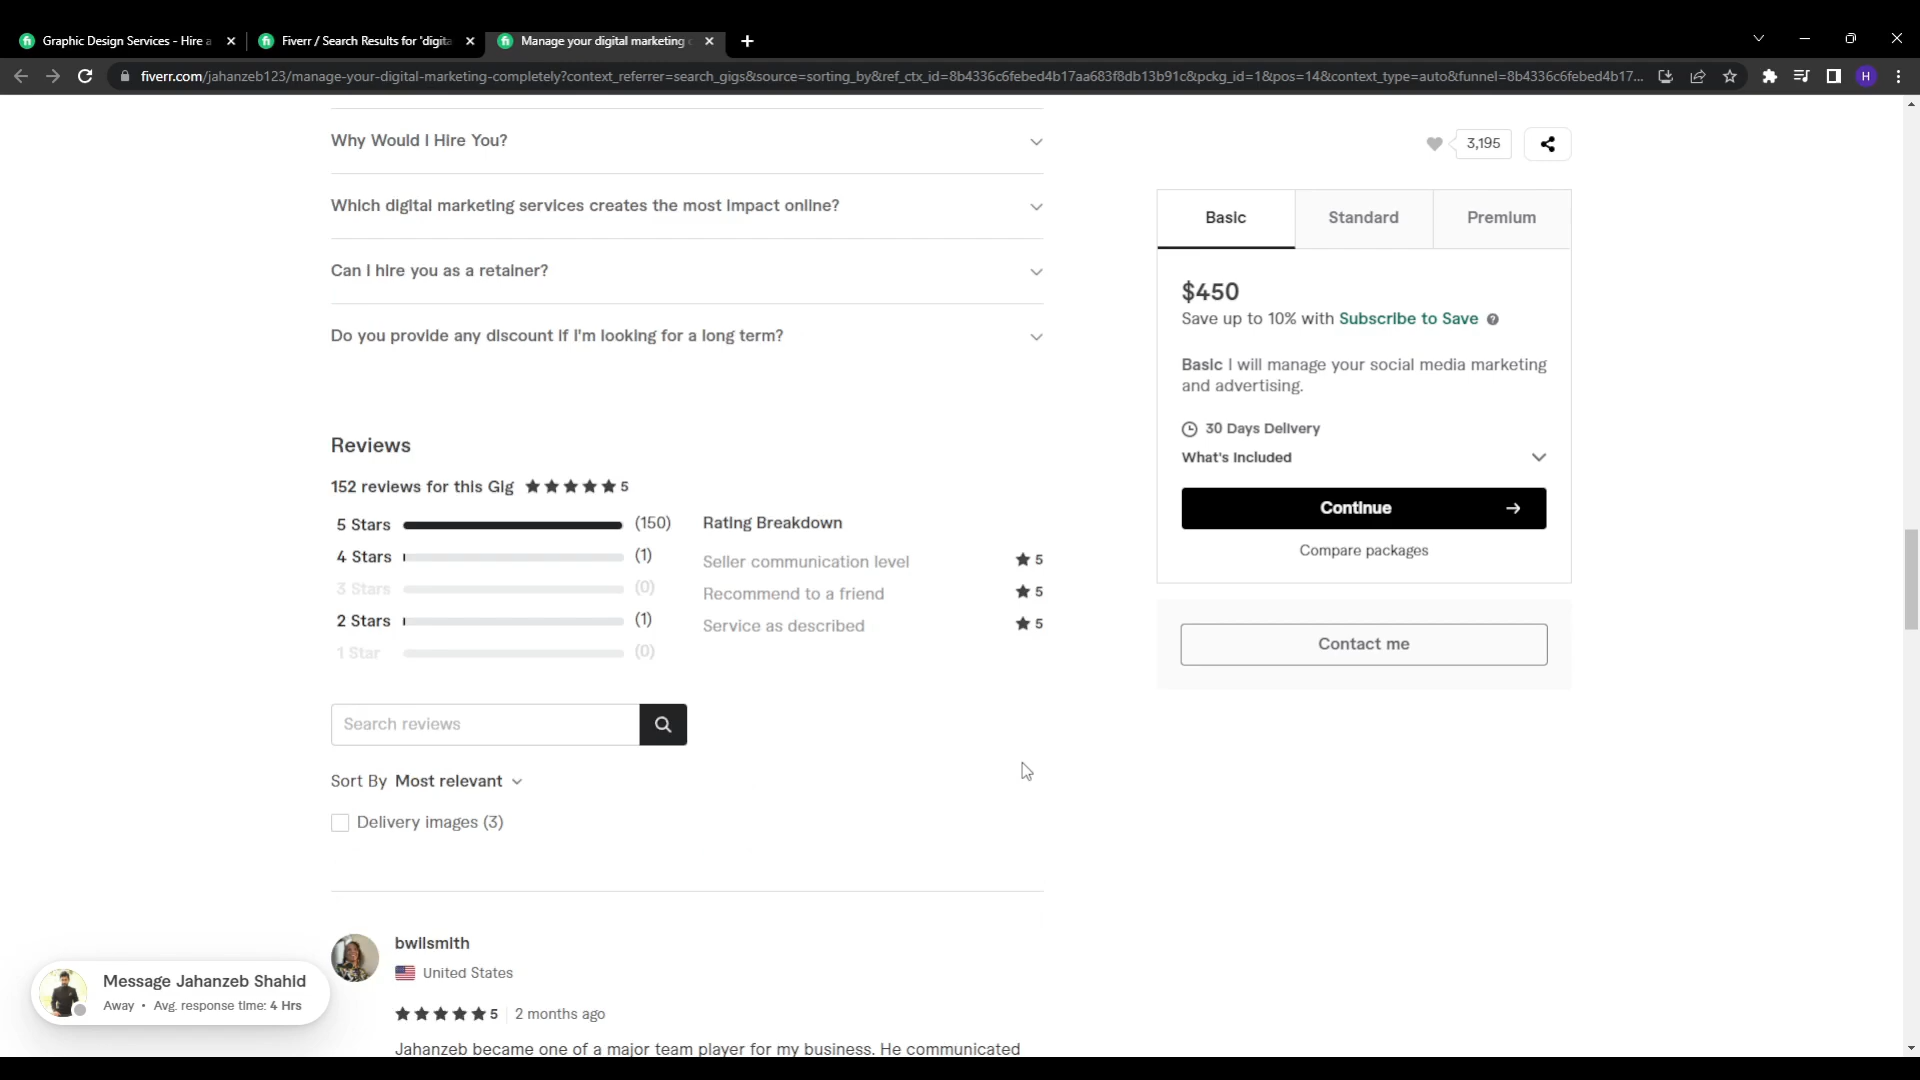 Graphic Design Services - Hire a
Fiverr / Search Results for 'digita
Manage your digital marketing
fiverr.com/jahanzeb123/manage-your-digital-marketing-completely?context_referrer=search_gigs&source=sorting_by&ref_ctx_id=8b4336c6febed4b17aa683f8db13b91c&pckg_id=1&pos=14&context_type=auto&funnel=8b4336c6febed4b17...
H
Why Would I Hire You?
Which digital marketing services creates the most impact online?
Can I hire you as a retainer?
Do you provide any discount if I'm looking for a long term?
Reviews
152 reviews for this Gig 5
5 Stars (150)
4 Stars (1)
3 Stars (0)
2 Stars (1)
1 Star (0)
Rating Breakdown
Seller communication level 5
Recommend to a friend 5
Service as described 5
Search reviews
Sort By Most relevant
Delivery images (3)
bwilsmith
United States
5 2 months ago
Jahanzeb became one of a major team player for my business. He communicated
3,195
Basic Standard Premium
$450
Save up to 10% with Subscribe to Save
Basic I will manage your social media marketing
and advertising.
30 Days Delivery
What's Included
Continue
Compare packages
Contact me
Message Jahanzeb Shahid
Away • Avg. response time: 4 Hrs